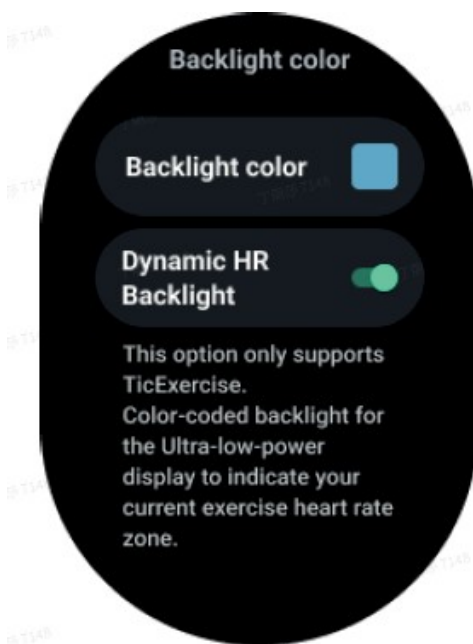 Backlight color
Backlight color
Dynamic HR
Backlight
This option only supports
TicExercise.
Color-coded backlight for
the Ultra-low-power
display to indicate your
current exercise heart rate
zone.